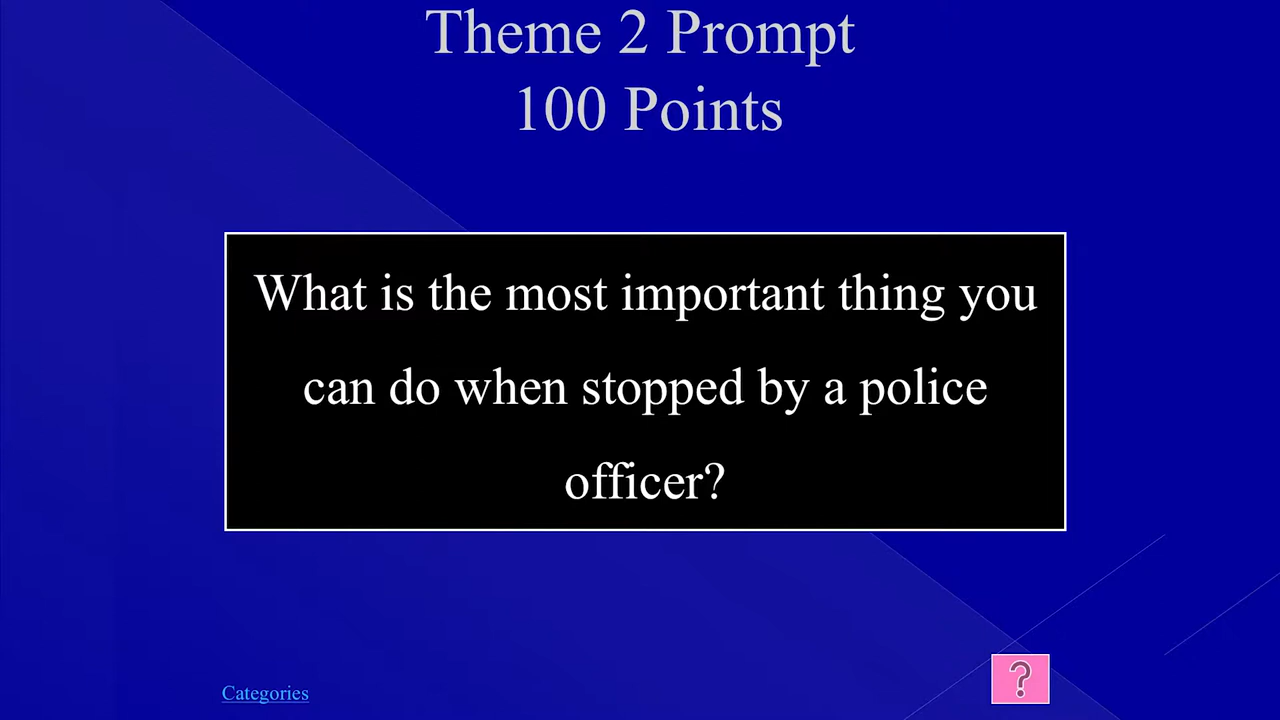 Theme 2 Prompt
100 Points
What is the most important thing you
can do when stopped by a police
officer?
Categories
?